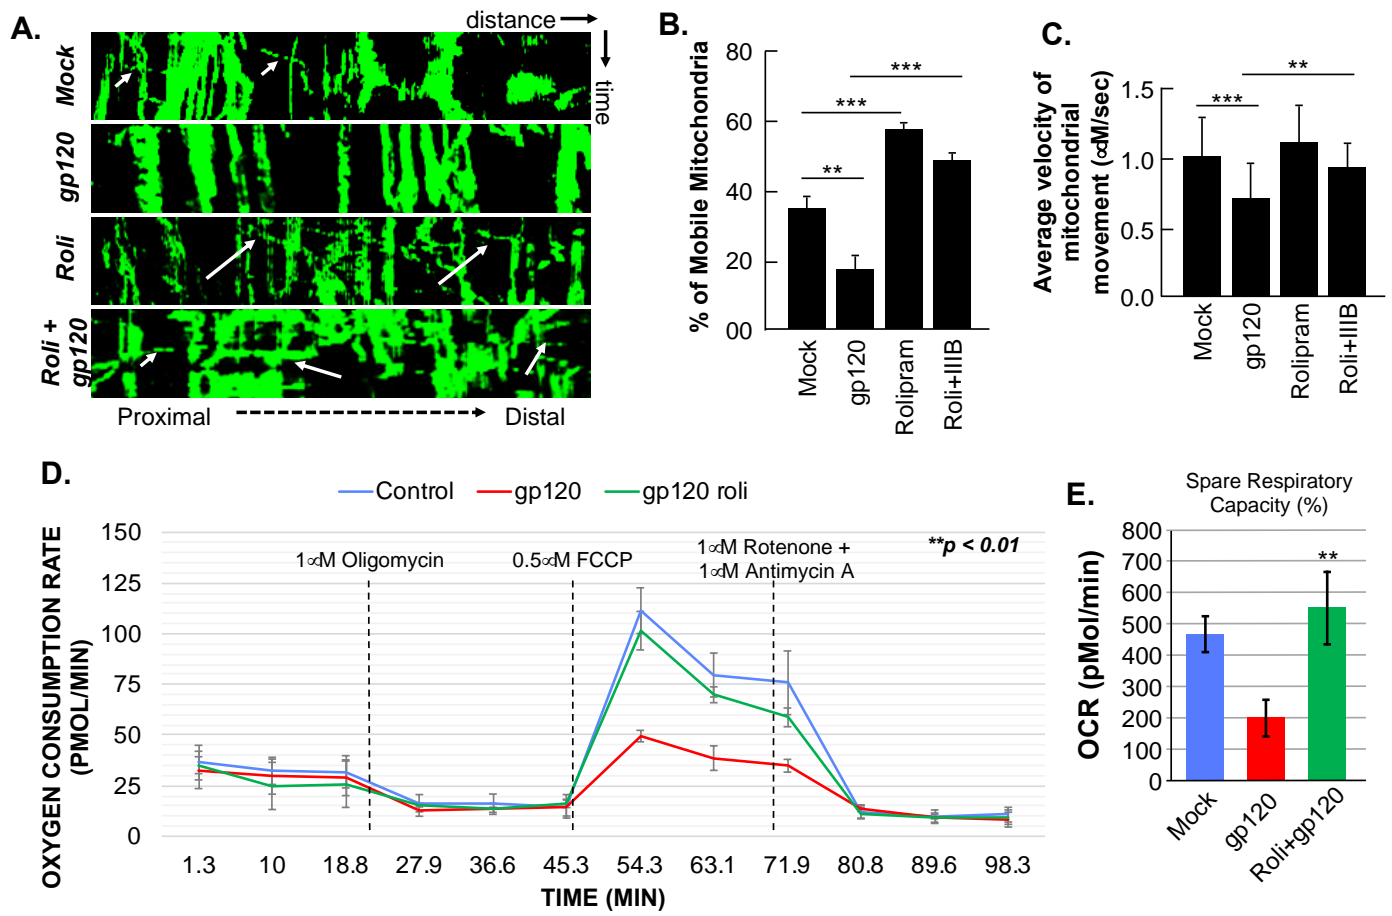 A.
distance
time
Mock
gp120
Roli
Roli +
gp120
Proximal
Distal
B.
% of Mobile Mitochondria
80
60
40
20
00
**
***
***
Mock
gp120
Rolipram
Roli+IIIB
C.
Average velocity of
mitochondrial
movement (∝M/sec)
1.5
1.0
0.5
0.0
***
**
Mock
gp120
Rolipram
Roli+IIIB
D.
Control
gp120
gp120 roli
OXYGEN CONSUMPTION RATE
(PMOL/MIN)
150
125
100
75
50
25
0
1∝M Oligomycin
0.5∝M FCCP
1∝M Rotenone +
1∝M Antimycin A
**p < 0.01
1.3 10 18.8 27.9 36.6 45.3 54.3 63.1 71.9 80.8 89.6 98.3
TIME (MIN)
E.
Spare Respiratory
Capacity (%)
OCR (pMol/min)
800
700
600
500
400
300
200
100
0
**
Mock
gp120
Roli+gp120